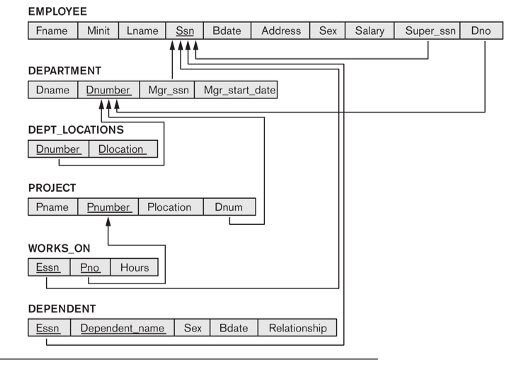 EMPLOYEE
Fname Minit Lname Ssn Bdate Address Sex Salary Super_ssn Dno
DEPARTMENT
Dname Dnumber Mgr_ssn Mgr_start_date
DEPT_LOCATIONS
Dnumber Dlocation
PROJECT
Pname Pnumber Plocation Dnum
WORKS_ON
Essn Pno Hours
DEPENDENT
Essn Dependent_name Sex Bdate Relationship